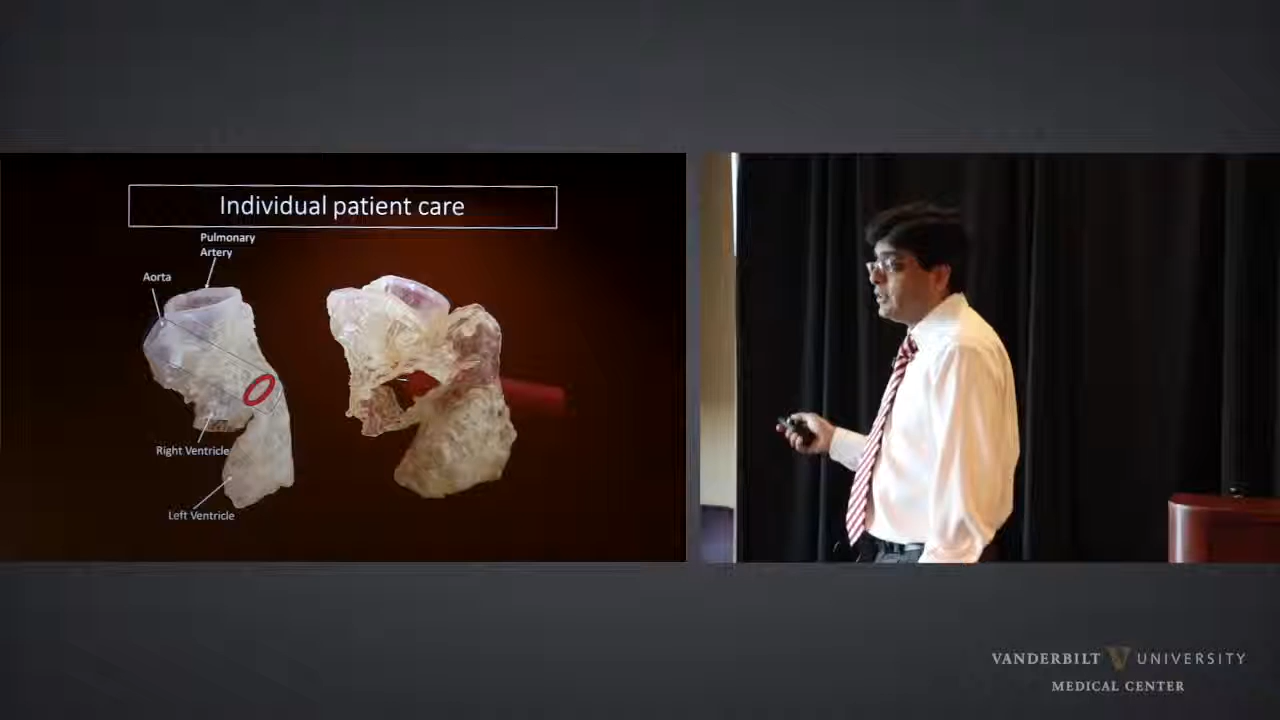 Individual patient care
Pulmonary
Artery
Aorta
Right Ventricle
Left Ventricle
VANDERBILT V UNIVERSITY
MEDICAL CENTER